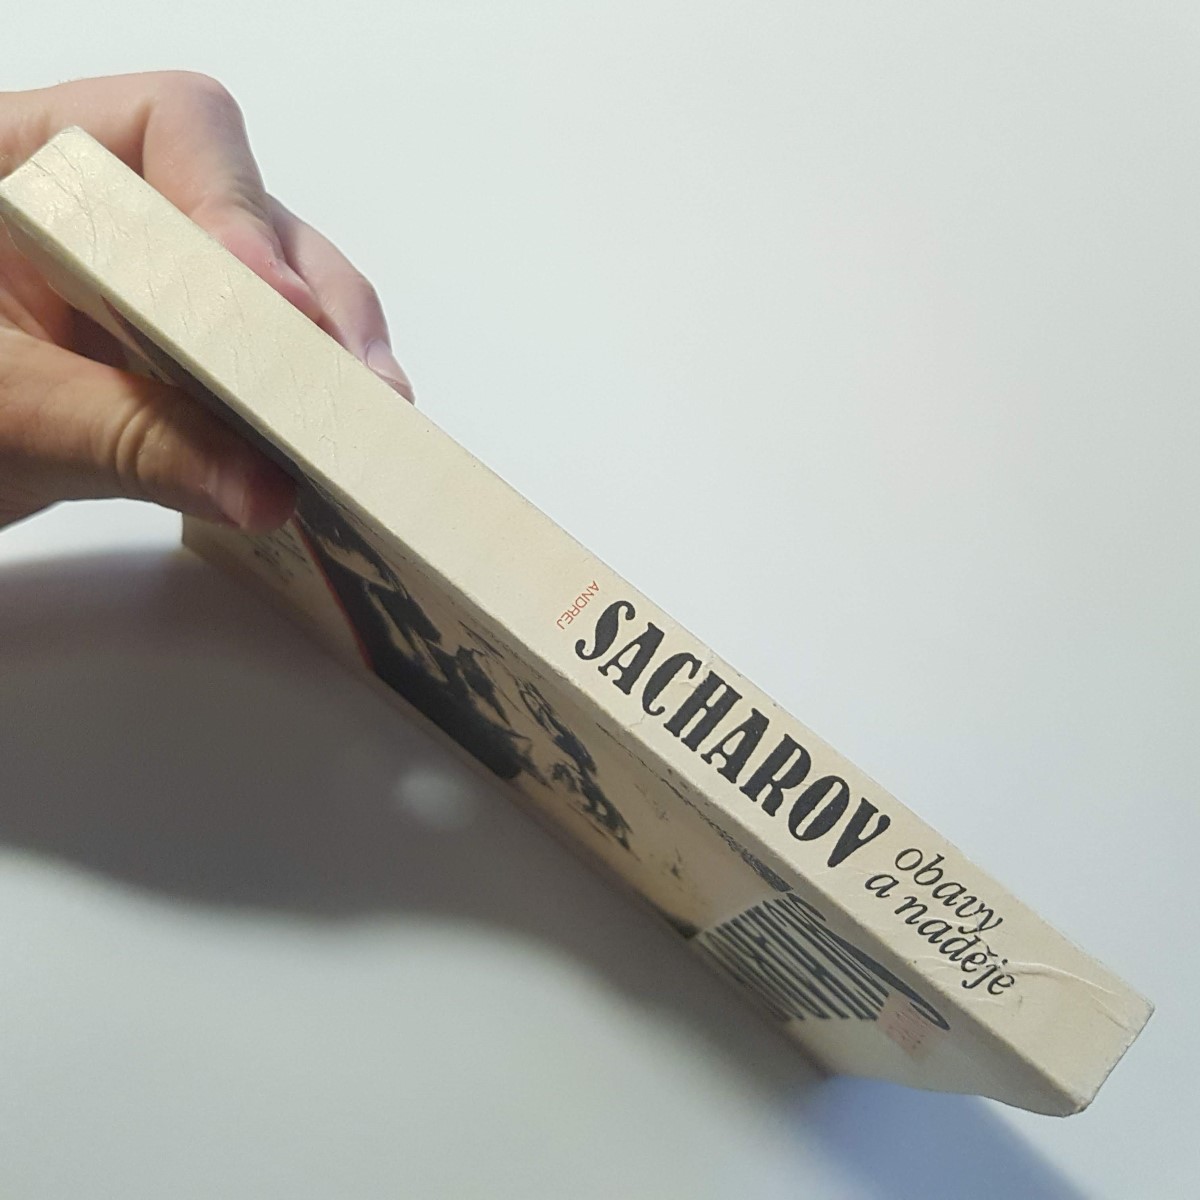 ANDREJ
SACHAROV
obavy
a naděje